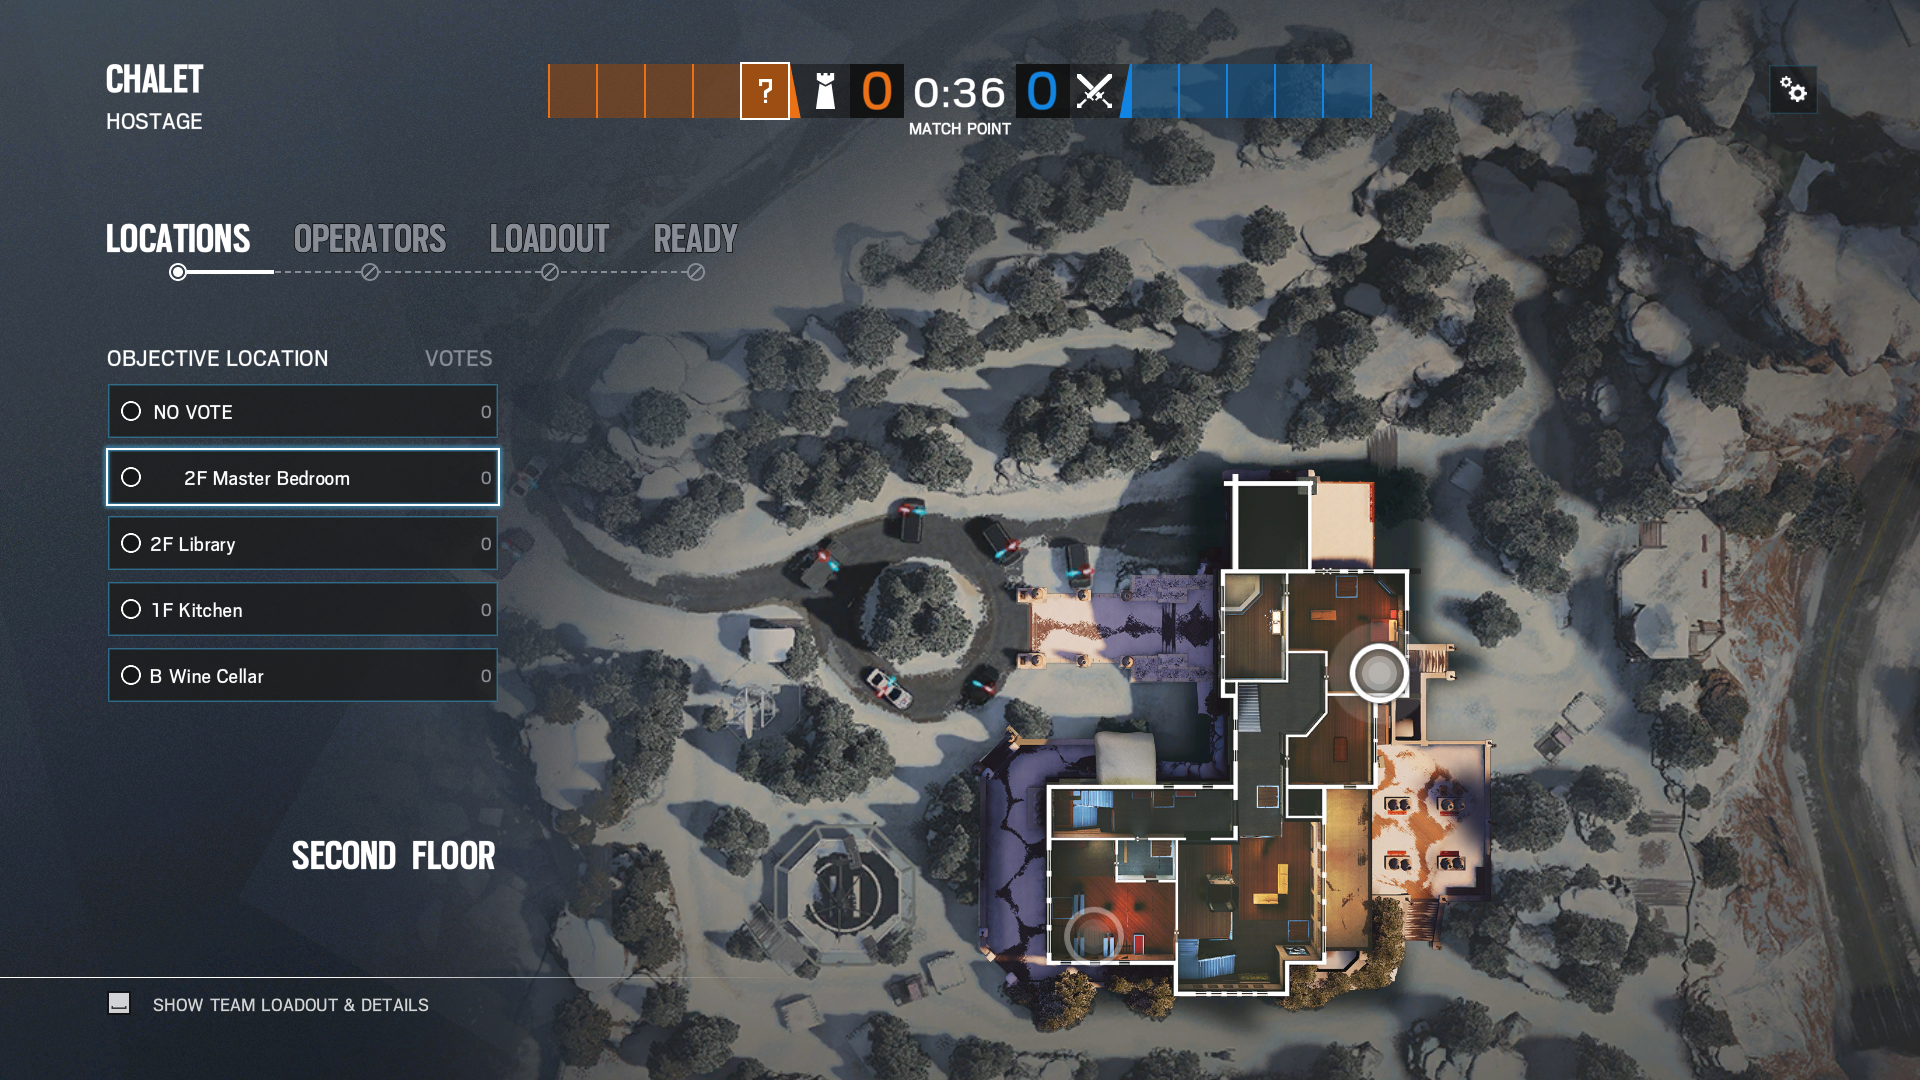 CHALET
HOSTAGE
?
0
0:36
0
MATCH POINT
LOCATIONS
OPERATORS
LOADOUT
READY
OBJECTIVE LOCATION
VOTES
NO VOTE
0
2F Master Bedroom
0
2F Library
0
1F Kitchen
0
B Wine Cellar
0
SECOND FLOOR
SHOW TEAM LOADOUT & DETAILS